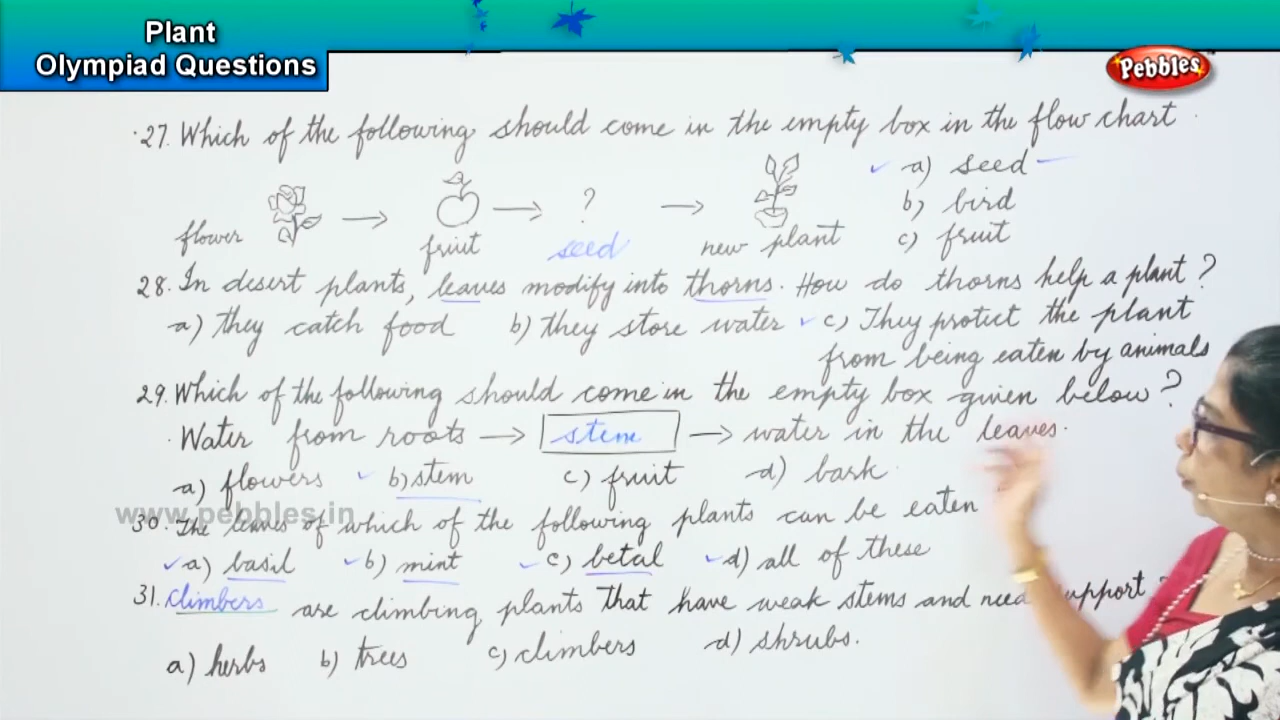 Plant
Olympiad Questions
Pebbles
27. Which of the following should come in the empty box in the flow chart
a) seed
?
b) bird
flower fruit seed new plant c) fruit
28. In desert plants, leaves modify into thorns. How do thorns help a plant?
a) they catch food b) they store water c) They protect the plant
from being eaten by animals
29. Which of the following should come in the empty box given below?
Water from roots → stem → water in the leaves.
a) flowers b) stem c) fruit d) bark
www.pebbles.in
30. The leaves of which of the following plants can be eaten
a) basil b) mint c) betal d) all of these
31. climbers are climbing plants that have weak stems and need support
a) herbs b) trees c) climbers d) shrubs.